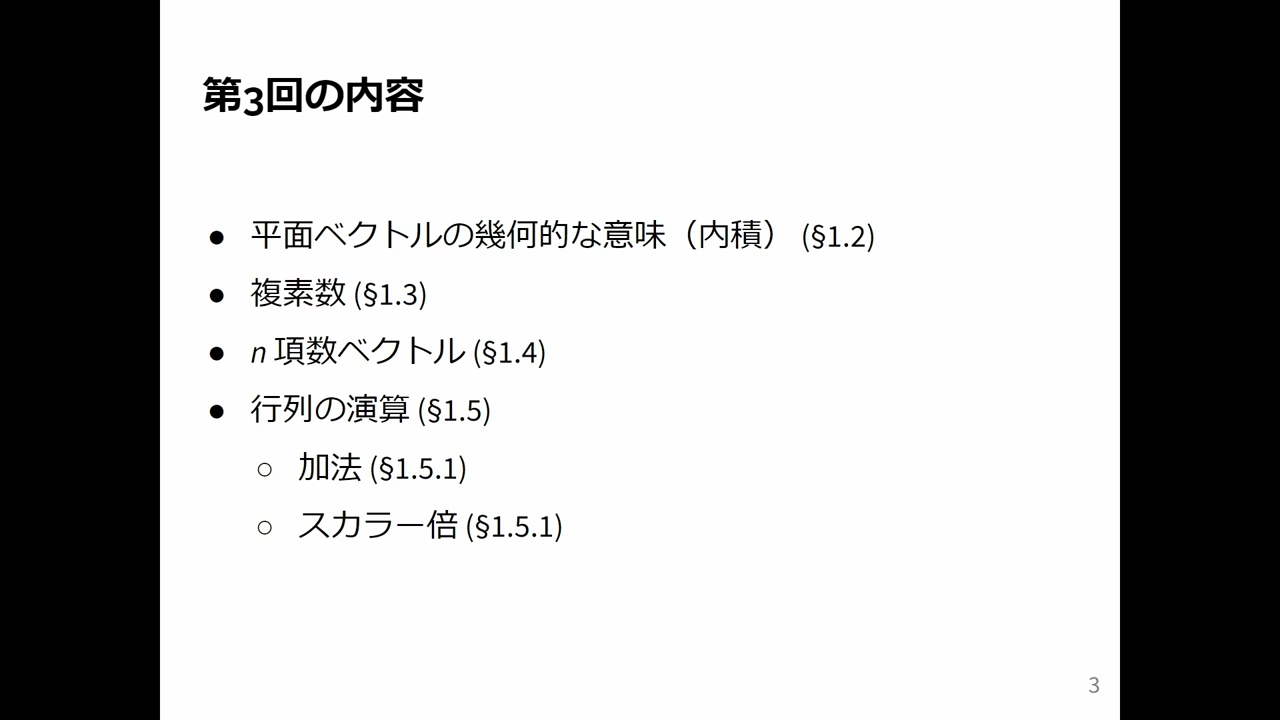 第3回の内容
● 平面ベクトルの幾何的な意味（内積） (§1.2)
● 複素数 (§1.3)
● n 項数ベクトル (§1.4)
● 行列の演算 (§1.5)
○ 加法 (§1.5.1)
○ スカラー倍 (§1.5.1)
3